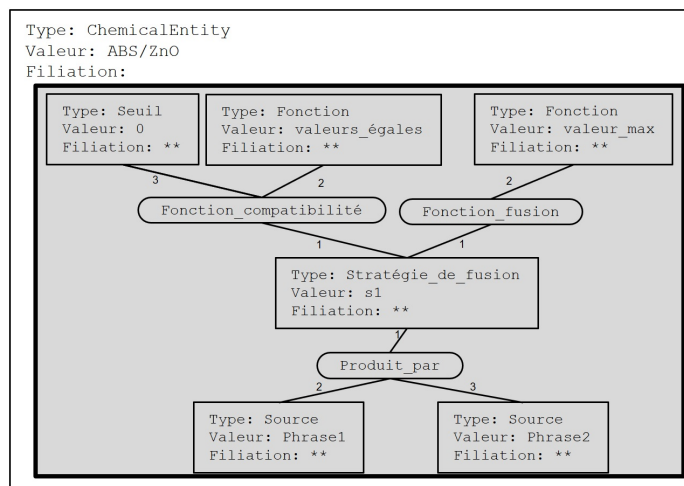 Type: ChemicalEntity
Valeur: ABS/ZnO
Filiation:
Type: Seuil
Valeur: 0
Filiation: **
Type: Fonction
Valeur: valeurs_égales
Filiation: **
Type: Fonction
Valeur: valeur_max
Filiation: **
3
2
2
Fonction_compatibilité
Fonction_fusion
1
1
Type: Stratégie_de_fusion
Valeur: s1
Filiation: **
1
Produit_par
2
3
Type: Source
Valeur: Phrase1
Filiation: **
Type: Source
Valeur: Phrase2
Filiation: **